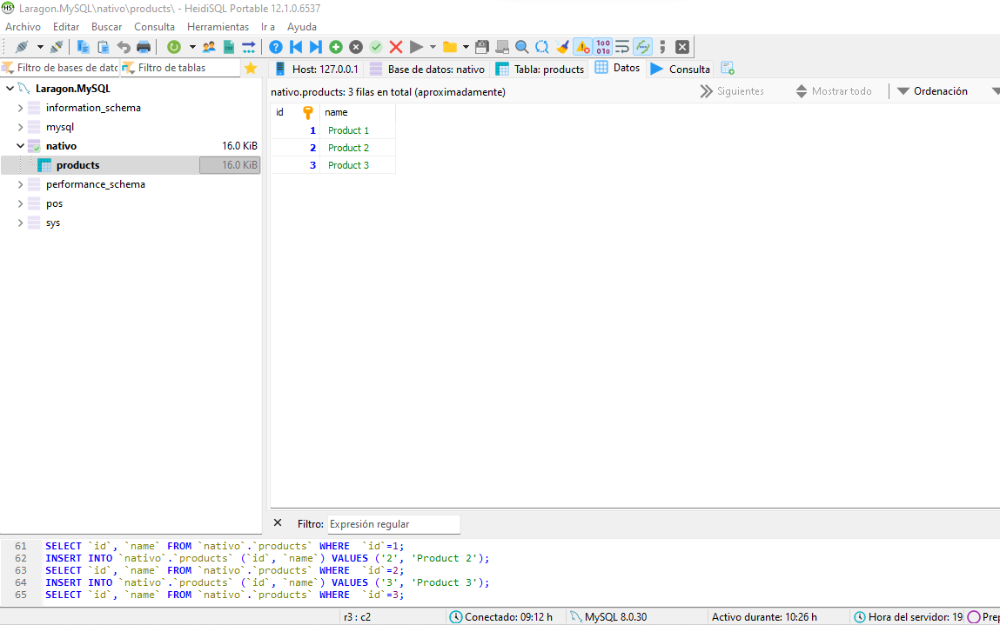 Laragon.MySQL\nativo\products\ - HeidiSQL Portable 12.1.0.6537
Archivo Editar Buscar Consulta Herramientas Ir a Ayuda
Filtro de bases de datc Filtro de tablas
Host: 127.0.0.1 Base de datos: nativo Tabla: products Datos Consulta
Laragon.MySQL
information_schema
mysql
nativo 16.0 KiB
products 16.0 KiB
performance_schema
pos
sys
nativo.products: 3 filas en total (aproximadamente) Siguientes Mostrar todo Ordenación
id name
1 Product 1
2 Product 2
3 Product 3
Filtro: Expresión regular
61 SELECT `id`, `name` FROM `nativo`.`products` WHERE  `id`=1;
62 INSERT INTO `nativo`.`products` (`id`, `name`) VALUES ('2', 'Product 2');
63 SELECT `id`, `name` FROM `nativo`.`products` WHERE  `id`=2;
64 INSERT INTO `nativo`.`products` (`id`, `name`) VALUES ('3', 'Product 3');
65 SELECT `id`, `name` FROM `nativo`.`products` WHERE  `id`=3;
r3 : c2 Conectado: 09:12 h MySQL 8.0.30 Activo durante: 10:26 h Hora del servidor: 19: Prep